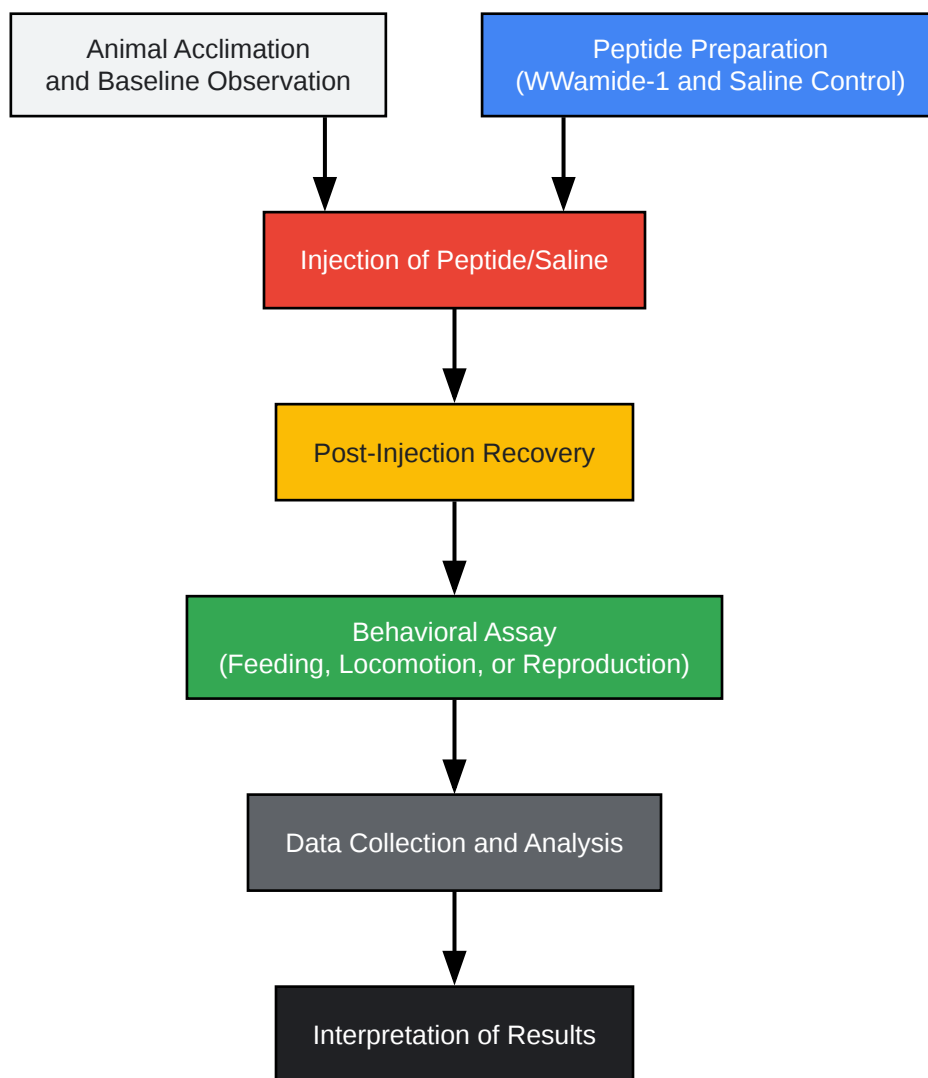 Animal Acclimation
and Baseline Observation
Peptide Preparation
(WWamide-1 and Saline Control)
Injection of Peptide/Saline
Post-Injection Recovery
Behavioral Assay
(Feeding, Locomotion, or Reproduction)
Data Collection and Analysis
Interpretation of Results